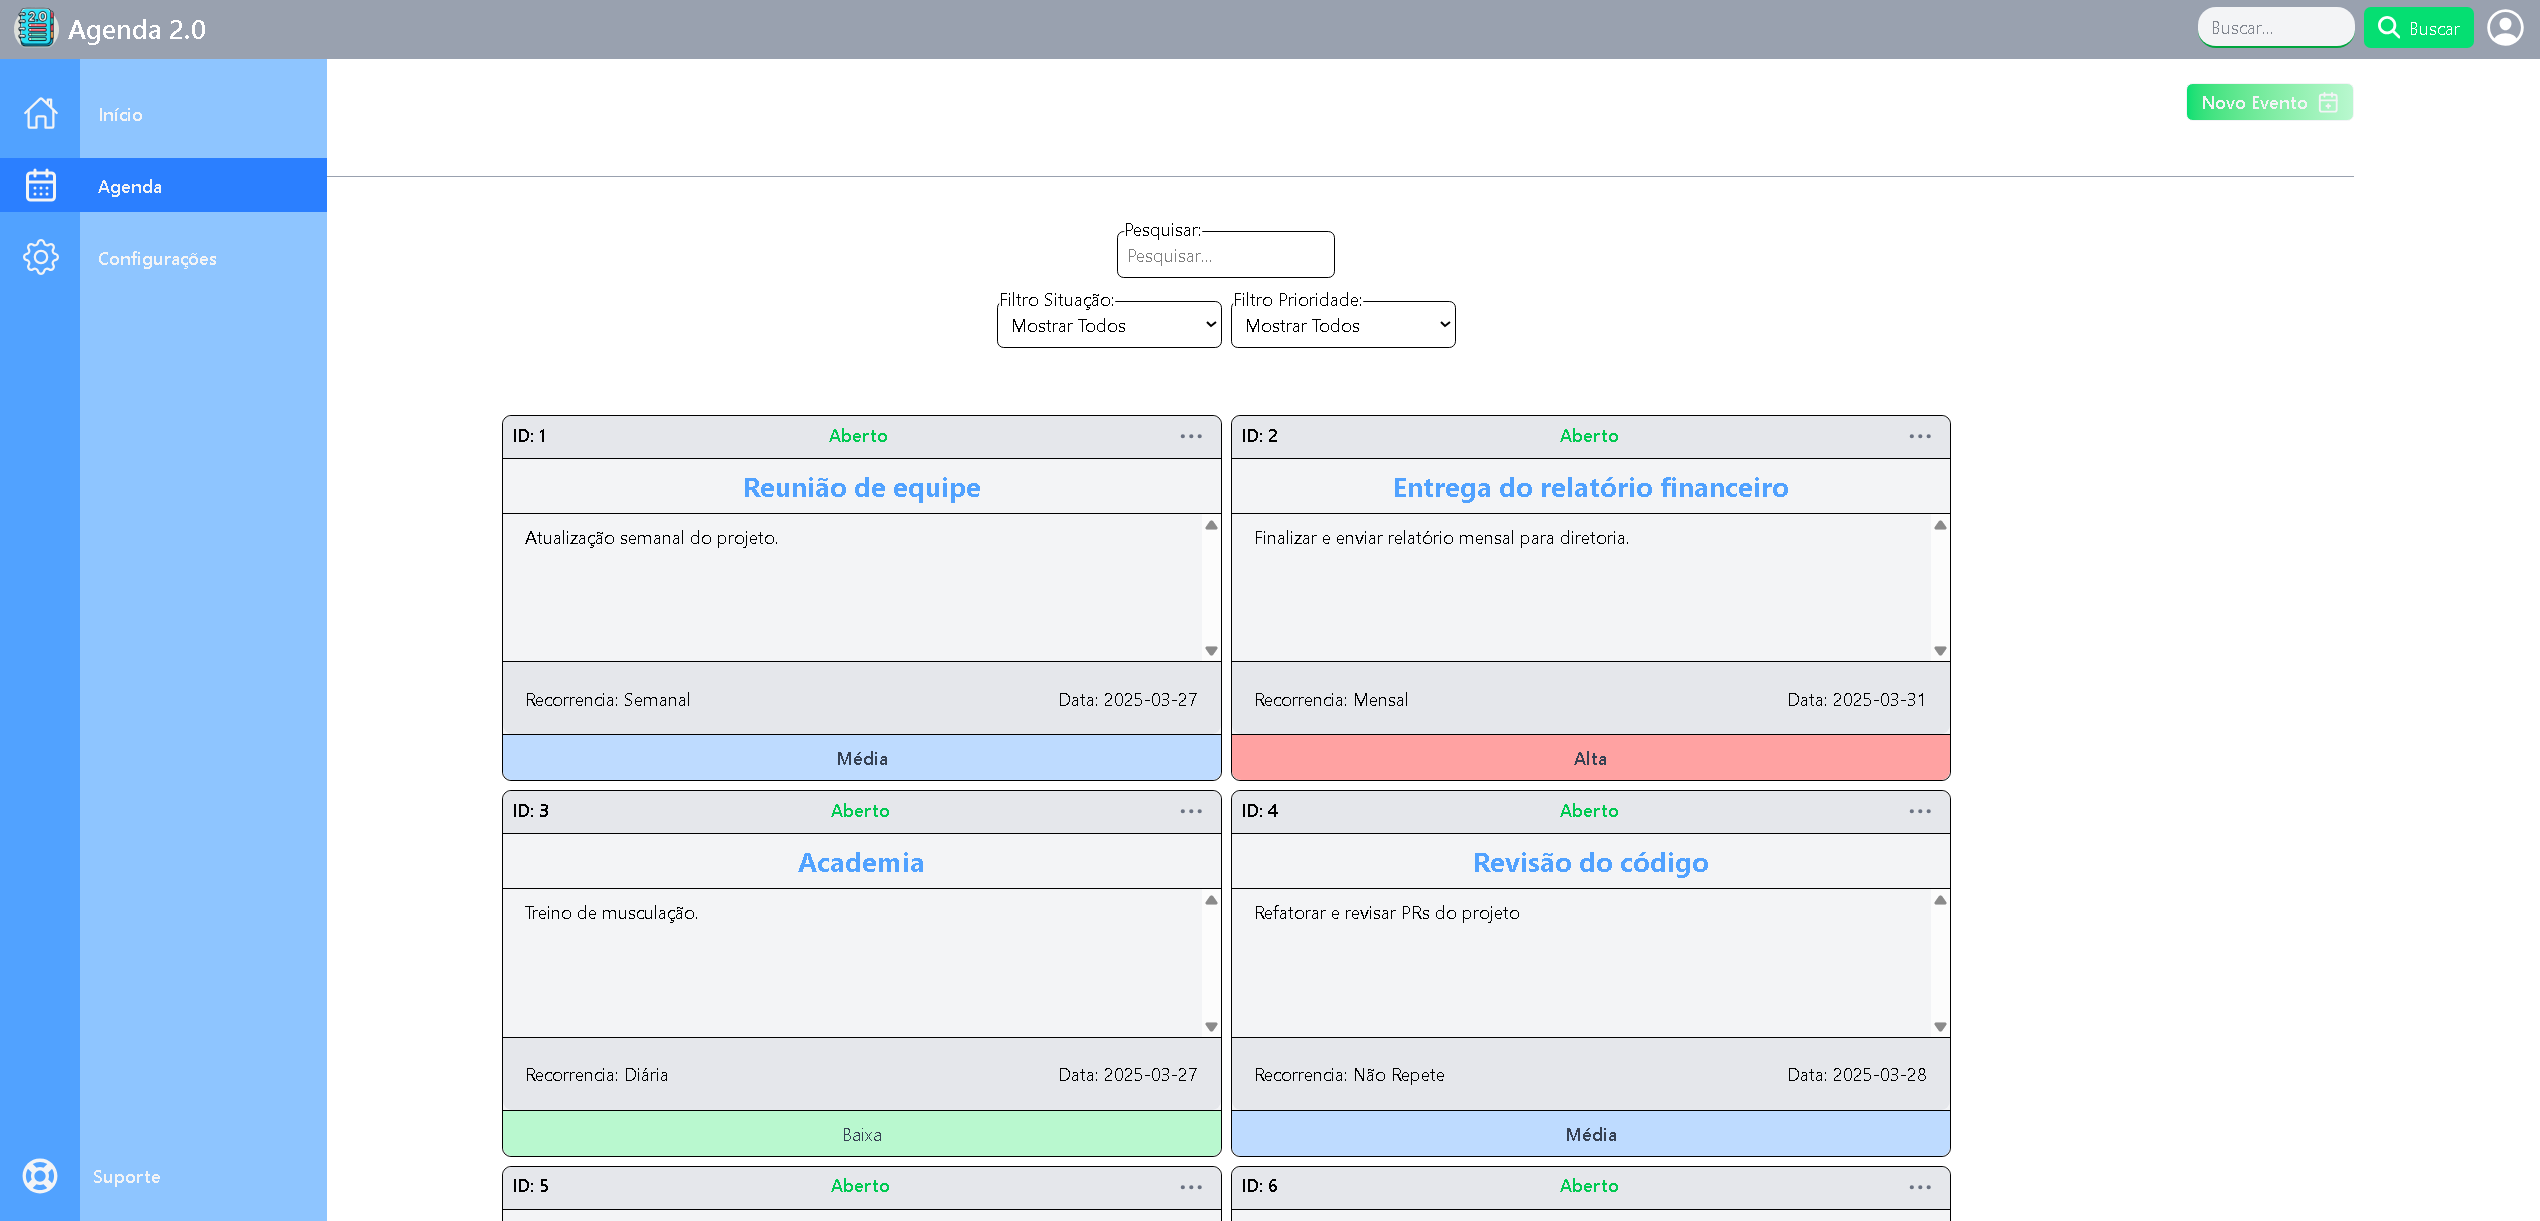 2.0
Agenda 2.0
Buscar...
Buscar
Início
Agenda
Configurações
Suporte
Novo Evento
Pesquisar:
Pesquisar...
Filtro Situação:
Mostrar Todos
Filtro Prioridade:
Mostrar Todos
ID: 1
Aberto
Reunião de equipe
Atualização semanal do projeto.
Recorrencia: Semanal
Data: 2025-03-27
Média
ID: 2
Aberto
Entrega do relatório financeiro
Finalizar e enviar relatório mensal para diretoria.
Recorrencia: Mensal
Data: 2025-03-31
Alta
ID: 3
Aberto
Academia
Treino de musculação.
Recorrencia: Diária
Data: 2025-03-27
Baixa
ID: 4
Aberto
Revisão do código
Refatorar e revisar PRs do projeto
Recorrencia: Não Repete
Data: 2025-03-28
Média
ID: 5
Aberto
ID: 6
Aberto